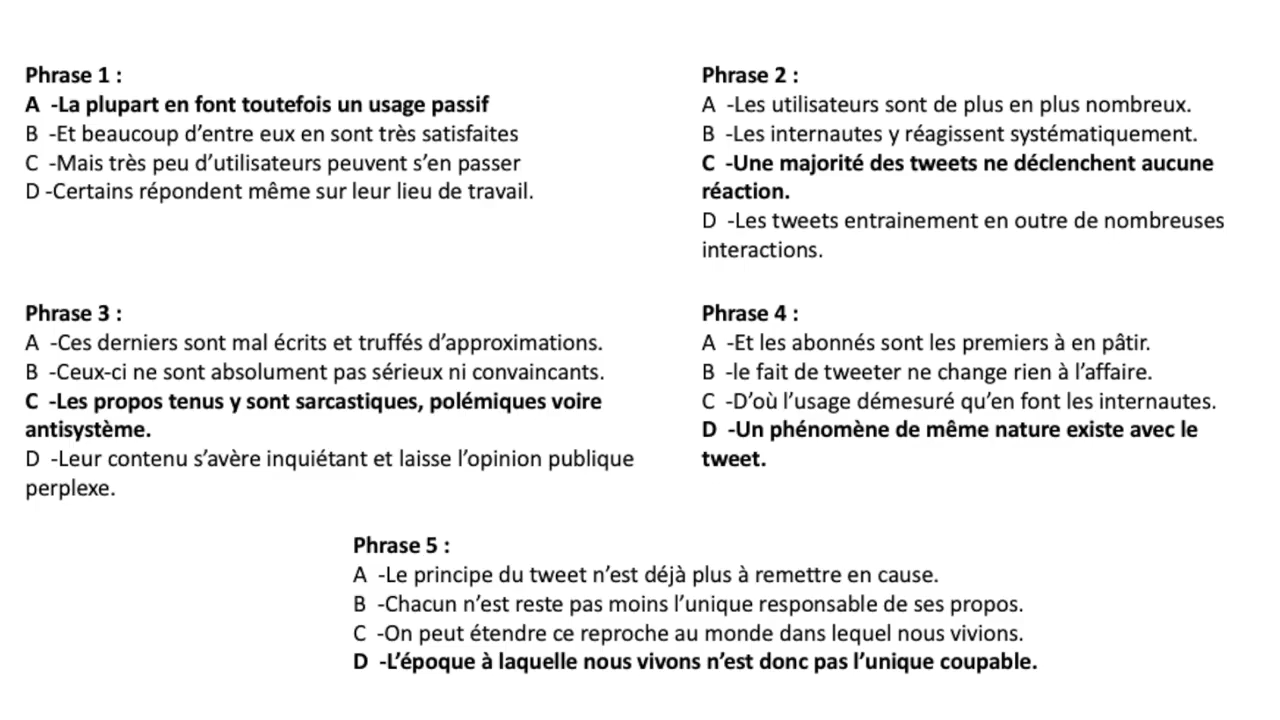 Phrase 1 :
A -La plupart en font toutefois un usage passif
B -Et beaucoup d’entre eux en sont très satisfaites
C -Mais très peu d’utilisateurs peuvent s’en passer
D -Certains répondent même sur leur lieu de travail.
Phrase 2 :
A -Les utilisateurs sont de plus en plus nombreux.
B -Les internautes y réagissent systématiquement.
C -Une majorité des tweets ne déclenchent aucune
réaction.
D -Les tweets entrainement en outre de nombreuses
interactions.
Phrase 3 :
A -Ces derniers sont mal écrits et truffés d’approximations.
B -Ceux-ci ne sont absolument pas sérieux ni convaincants.
C -Les propos tenus y sont sarcastiques, polémiques voire
antisystème.
D -Leur contenu s’avère inquiétant et laisse l’opinion publique
perplexe.
Phrase 4 :
A -Et les abonnés sont les premiers à en pâtir.
B -le fait de tweeter ne change rien à l’affaire.
C -D’où l’usage démesuré qu’en font les internautes.
D -Un phénomène de même nature existe avec le
tweet.
Phrase 5 :
A -Le principe du tweet n’est déjà plus à remettre en cause.
B -Chacun n’est reste pas moins l’unique responsable de ses propos.
C -On peut étendre ce reproche au monde dans lequel nous vivions.
D -L’époque à laquelle nous vivons n’est donc pas l’unique coupable.